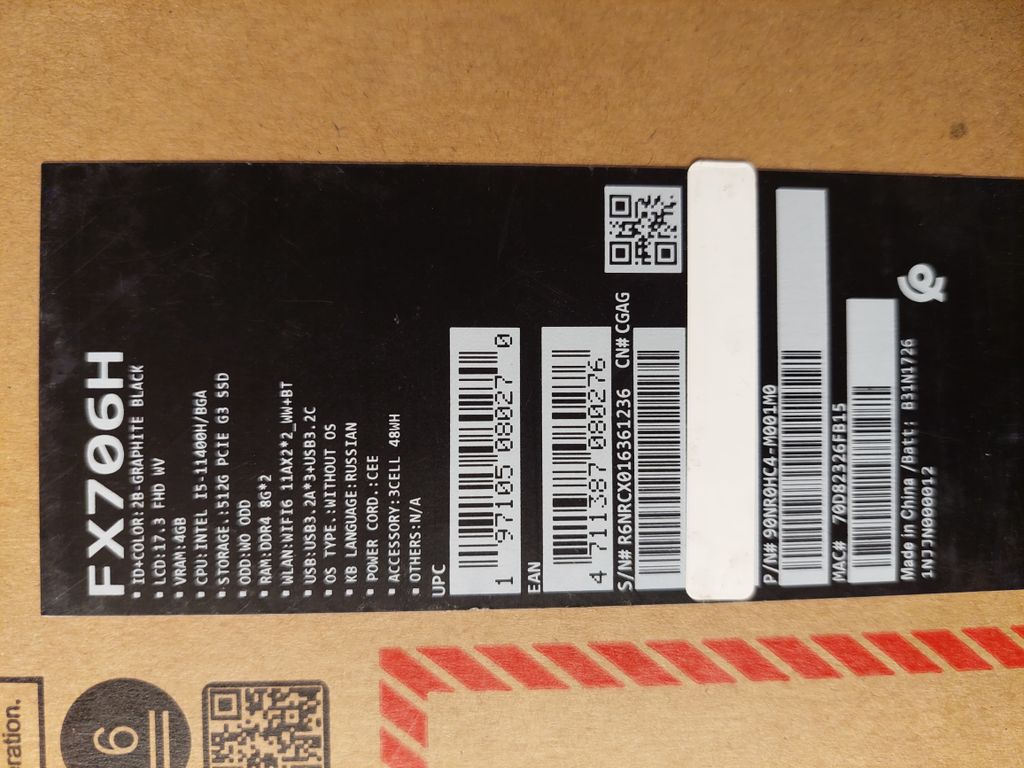 FX706H
▪ ID+COLOR:2B-GRAPHITE BLACK
▪ LCD:17.3 FHD WV
▪ VRAM:4GB
▪ CPU:INTEL I5-11400H/BGA
▪ STORAGE.:512G PCIE G3 SSD
▪ ODD:NO ODD
▪ RAM:DDR4 8G*2
▪ WLAN:WIFI6 11AX2*2_WW+BT
▪ USB:USB3.2A*3+USB3.2C
▪ OS TYPE.:WITHOUT OS
▪ KB LANGUAGE:RUSSIAN
▪ POWER CORD.:CEE
▪ ACCESSORY:3CELL 48WH
▪ OTHERS:N/A
UPC
1 97105 08027 0
EAN
4 711387 080276
S/N# R6NRCX016361236 CN# CGAG
P/N# 90NR0HC4-M001M0
MAC# 70D82326FB15
Made in China /Batt: B31N1726
1NJJN000012
eration.
6